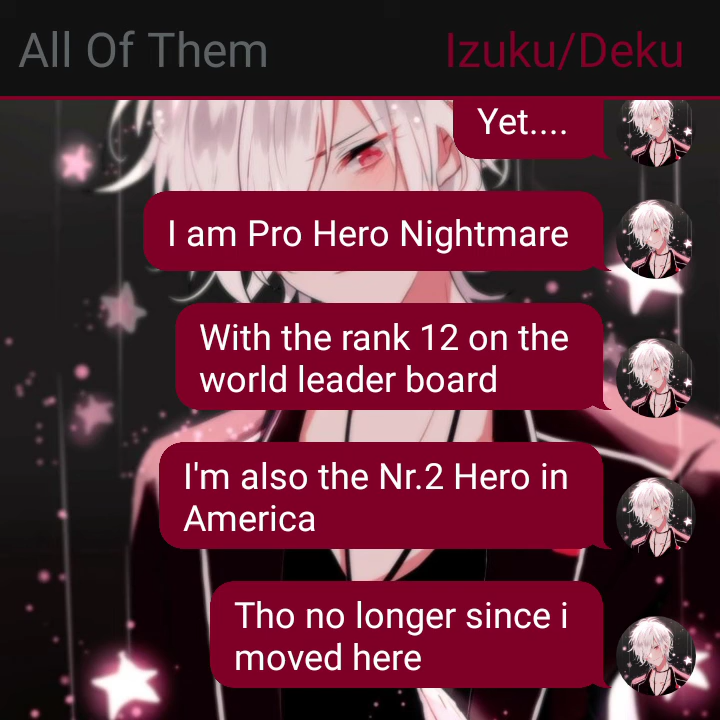 All Of Them
Izuku/Deku
Yet....
I am Pro Hero Nightmare
With the rank 12 on the
world leader board
I'm also the Nr.2 Hero in
America
Tho no longer since i
moved here